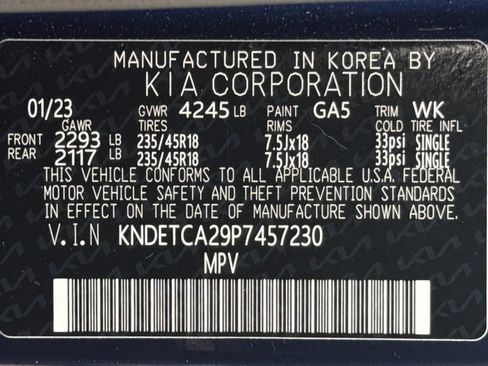 MANUFACTURED IN KOREA BY
KIA CORPORATION
01/23 GVWR 4245 LB PAINT GA5 TRIM WK
GAWR TIRES RIMS COLD TIRE INFL
FRONT 2293 LB 235/45R18 7.5Jx18 33psi SINGLE
REAR 2117 LB 235/45R18 7.5Jx18 33psi SINGLE
THIS VEHICLE CONFORMS TO ALL APPLICABLE U.S.A. FEDERAL
MOTOR VEHICLE SAFETY AND THEFT PREVENTION STANDARDS
IN EFFECT ON THE DATE OF MANUFACTURE SHOWN ABOVE.
V.I.N KNDETCA29P7457230
MPV